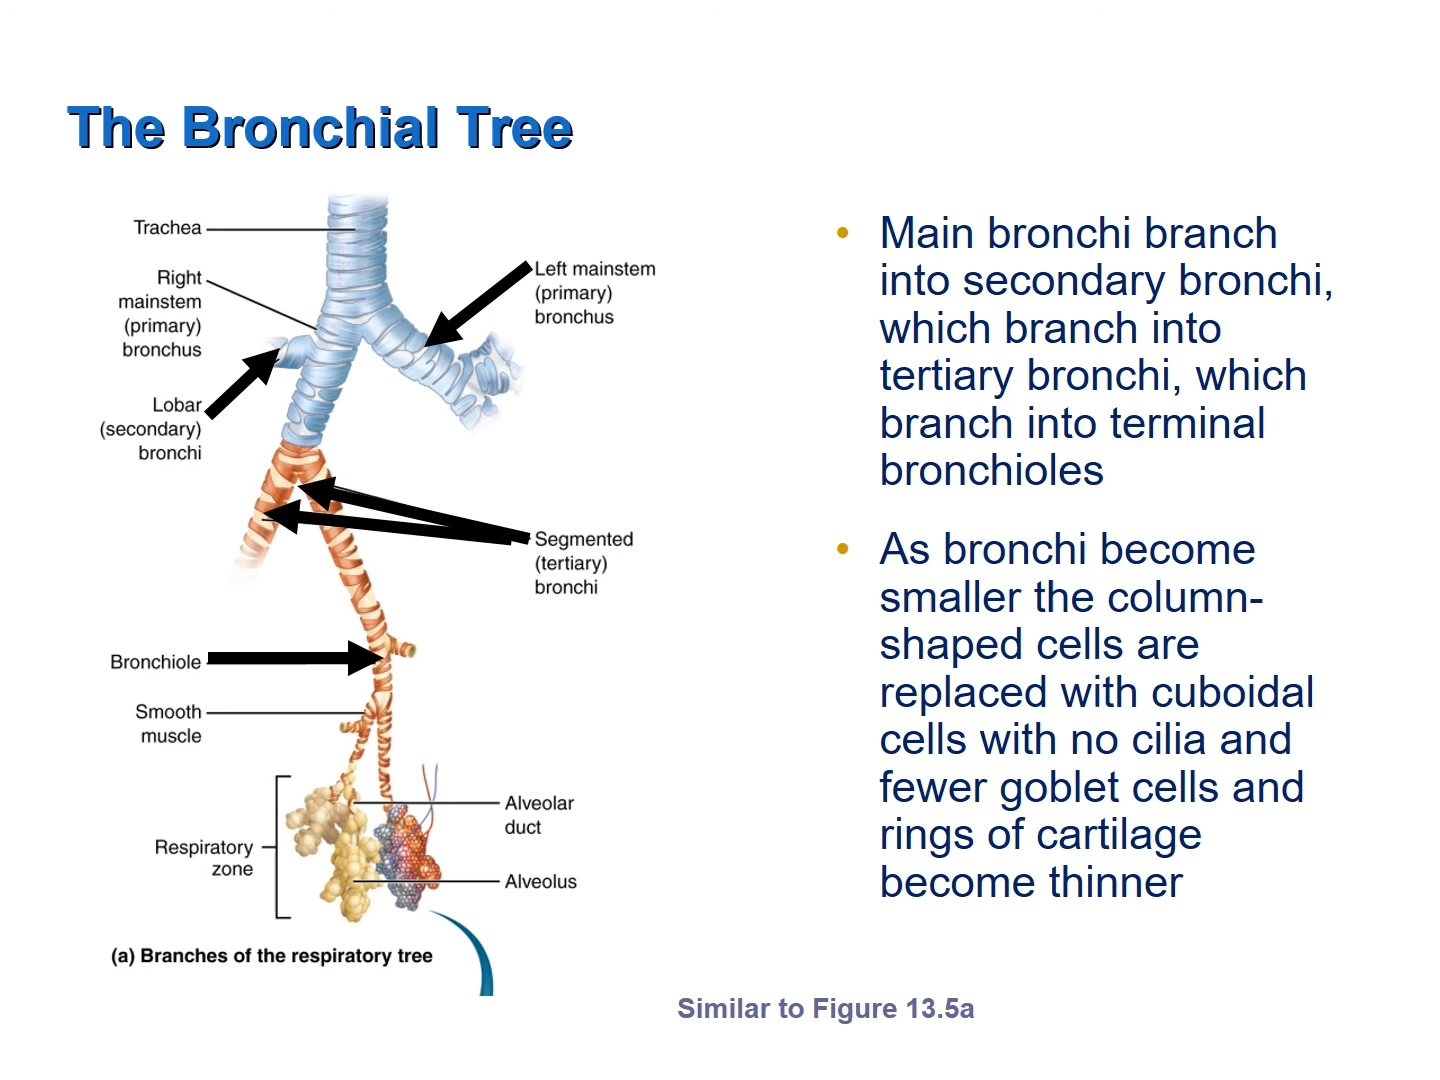 The Bronchial Tree
Trachea
Right
mainstem
(primary)
bronchus
Left mainstem
(primary)
bronchus
Lobar
(secondary)
bronchi
Segmented
(tertiary)
bronchi
Bronchiole
Smooth
muscle
Respiratory
zone
Alveolar
duct
Alveolus
(a) Branches of the respiratory tree
• Main bronchi branch
into secondary bronchi,
which branch into
tertiary bronchi, which
branch into terminal
bronchioles
• As bronchi become
smaller the column-
shaped cells are
replaced with cuboidal
cells with no cilia and
fewer goblet cells and
rings of cartilage
become thinner
Similar to Figure 13.5a